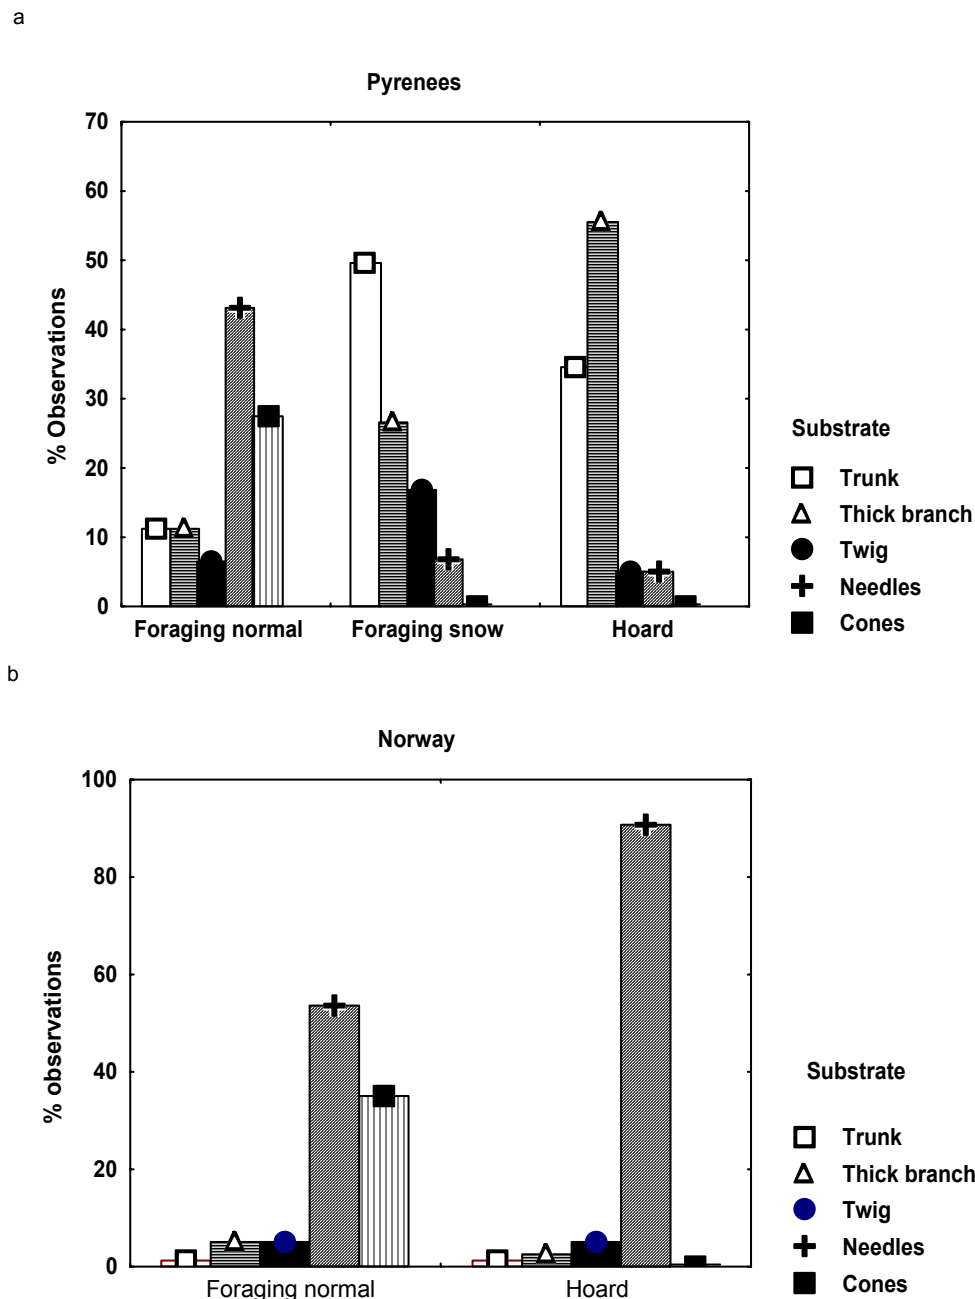 a
Pyrenees
70
60
50
40
30
20
10
0
% Observations
Foraging normal Foraging snow Hoard
Substrate
Trunk
Thick branch
Twig
Needles
Cones
b
Norway
100
80
60
40
20
0
% observations
Foraging normal Hoard
Substrate
Trunk
Thick branch
Twig
Needles
Cones